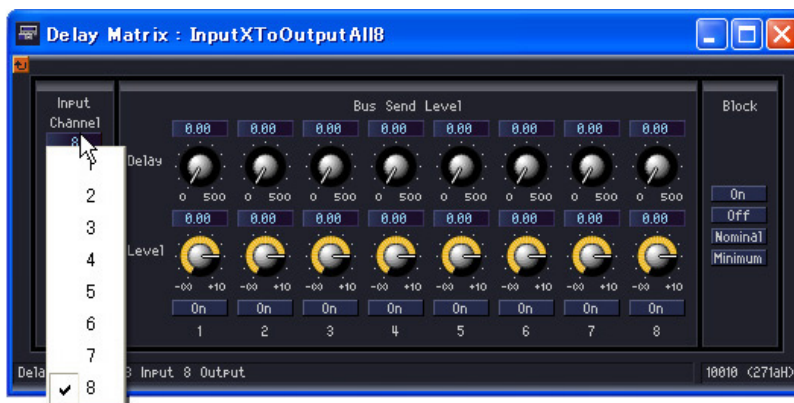 Delay Matrix : InputXToOutputAll8
Input
Channel
8
1
2
3
4
5
6
7
8
Bus Send Level
0.00 0.00 0.00 0.00 0.00 0.00 0.00 0.00
Delay
0 500 0 500 0 500 0 500 0 500 0 500 0 500 0 500
0.00 0.00 0.00 0.00 0.00 0.00 0.00 0.00
Level
-∞ +10 -∞ +10 -∞ +10 -∞ +10 -∞ +10 -∞ +10 -∞ +10 -∞ +10
On On On On On On On On
1 2 3 4 5 6 7 8
Block
On
Off
Nominal
Minimum
Input 8 Output
10010 (271aH)